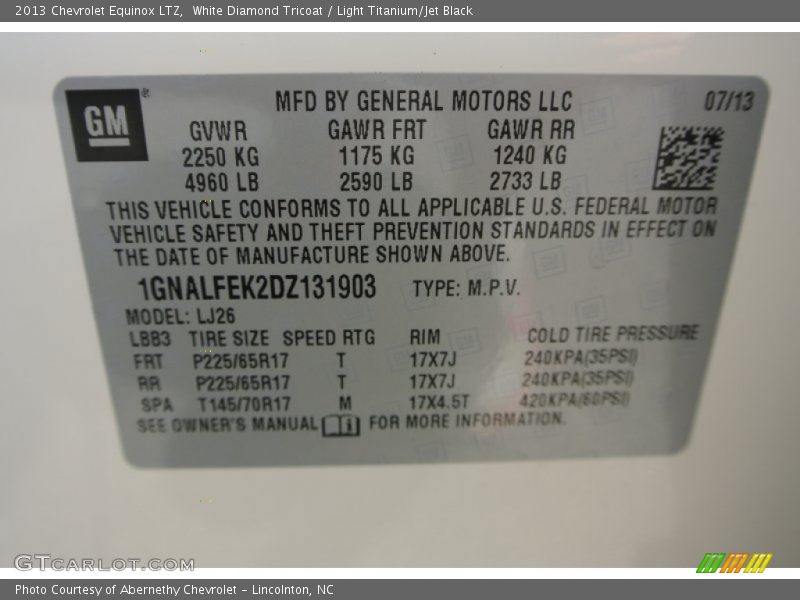 2013 Chevrolet Equinox LTZ,  White Diamond Tricoat / Light Titanium/Jet Black
GM®
MFD BY GENERAL MOTORS LLC 07/13
GVWR GAWR FRT GAWR RR
2250 KG 1175 KG 1240 KG
4960 LB 2590 LB 2733 LB
THIS VEHICLE CONFORMS TO ALL APPLICABLE U.S. FEDERAL MOTOR
VEHICLE SAFETY AND THEFT PREVENTION STANDARDS IN EFFECT ON
THE DATE OF MANUFACTURE SHOWN ABOVE.
1GNALFEK2DZ131903 TYPE: M.P.V.
MODEL: LJ26
LBB3 TIRE SIZE SPEED RTG RIM COLD TIRE PRESSURE
FRT P225/65R17 T 17X7J 240KPA(35PSI)
RR P225/65R17 T 17X7J 240KPA(35PSI)
SPA T145/70R17 M 17X4.5T 420KPA(60PSI)
SEE OWNER'S MANUAL FOR MORE INFORMATION.
GTcarlot.com
Photo Courtesy of Abernethy Chevrolet – Lincolnton, NC